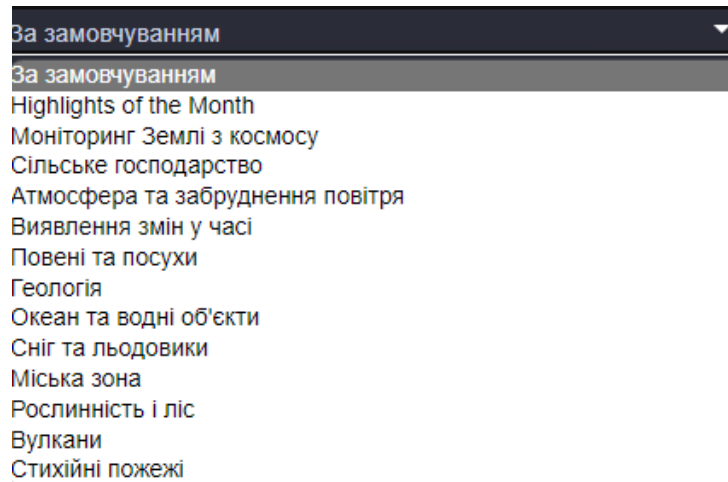 За замовчуванням
За замовчуванням
Highlights of the Month
Моніторинг Землі з космосу
Сільське господарство
Атмосфера та забруднення повітря
Виявлення змін у часі
Повені та посухи
Геологія
Океан та водні об'єкти
Сніг та льодовики
Міська зона
Рослинність і ліс
Вулкани
Стихійні пожежі